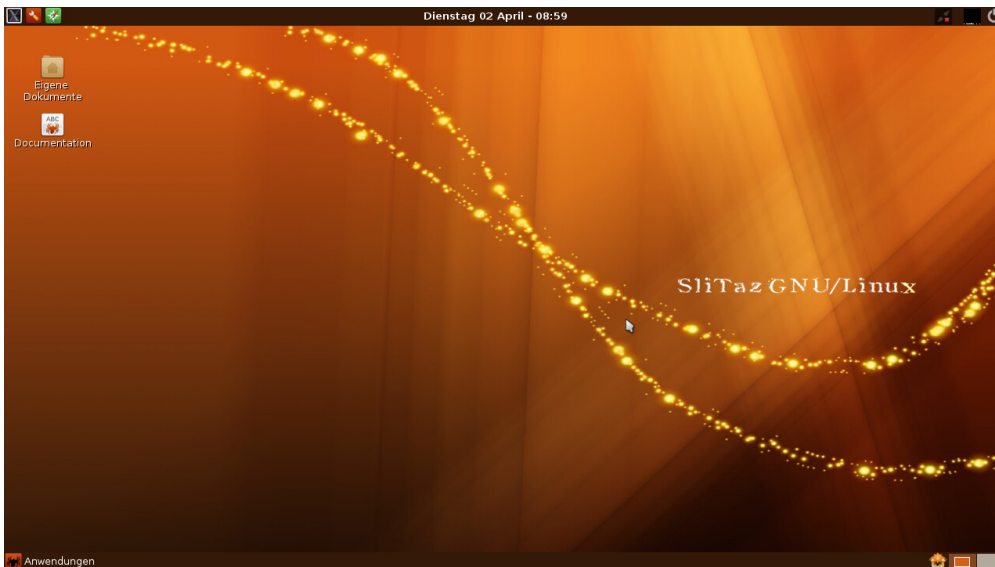 Dienstag 02 April - 08:59
Eigene
Dokumente
ABC
Documentation
SliTaz GNU/Linux
Anwendungen